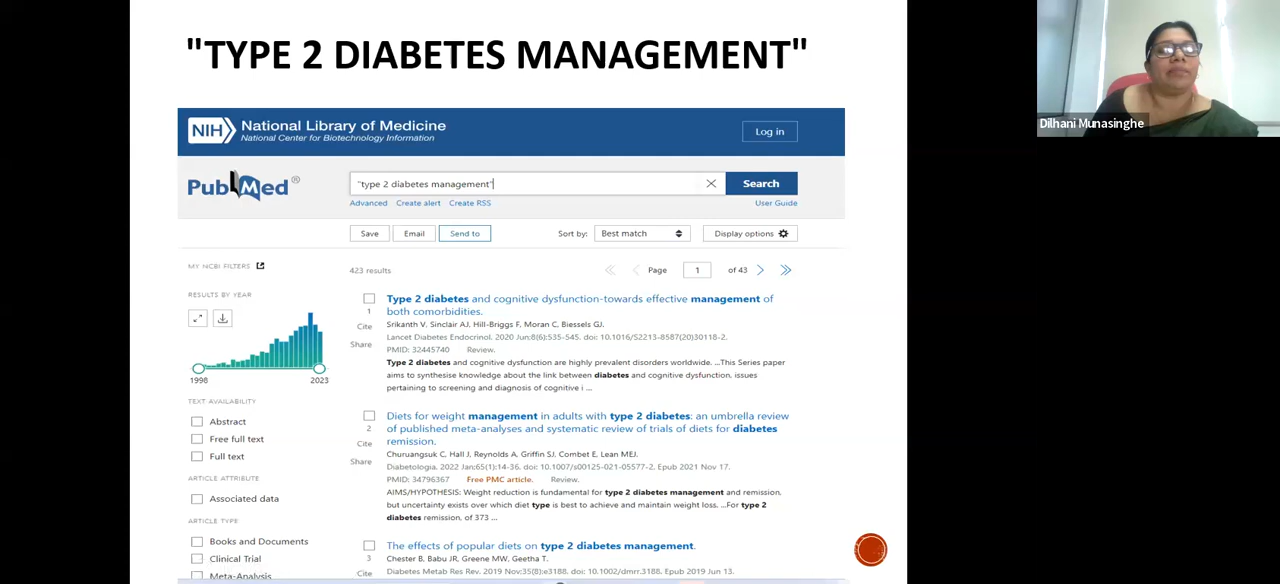 "TYPE 2 DIABETES MANAGEMENT"
Dilhani Munasinghe
NIH National Library of Medicine
National Center for Biotechnology Information
Log in
PubMed®
"type 2 diabetes management"
Search
Advanced Create alert Create RSS
User Guide
Save Email Send to
Sort by: Best match
Display options
MY NCBI FILTERS
423 results
Page 1 of 43
RESULTS BY YEAR
1998 2023
TEXT AVAILABILITY
Abstract
Free full text
Full text
ARTICLE ATTRIBUTE
Associated data
ARTICLE TYPE
Books and Documents
Clinical Trial
Meta-Analysis
1
Cite
Share
Type 2 diabetes and cognitive dysfunction-towards effective management of
both comorbidities.
Srikanth V, Sinclair AJ, Hill-Briggs F, Moran C, Biessels GJ.
Lancet Diabetes Endocrinol. 2020 Jun;8(6):535-545. doi: 10.1016/S2213-8587(20)30118-2.
PMID: 32445740 Review.
Type 2 diabetes and cognitive dysfunction are highly prevalent disorders worldwide. ...This Series paper
aims to synthesise knowledge about the link between diabetes and cognitive dysfunction, issues
pertaining to screening and diagnosis of cognitive i ...
2
Cite
Share
Diets for weight management in adults with type 2 diabetes: an umbrella review
of published meta-analyses and systematic review of trials of diets for diabetes
remission.
Churuangsuk C, Hall J, Reynolds A, Griffin SJ, Combet E, Lean MEJ.
Diabetologia. 2022 Jan;65(1):14-36. doi: 10.1007/s00125-021-05577-2. Epub 2021 Nov 17.
PMID: 34796367 Free PMC article. Review.
AIMS/HYPOTHESIS: Weight reduction is fundamental for type 2 diabetes management and remission,
but uncertainty exists over which diet type is best to achieve and maintain weight loss. ...For type 2
diabetes remission, of 373 ...
3
Cite
The effects of popular diets on type 2 diabetes management.
Chester B, Babu JR, Greene MW, Geetha T.
Diabetes Metab Res Rev. 2019 Nov;35(8):e3188. doi: 10.1002/dmrr.3188. Epub 2019 Jun 13.